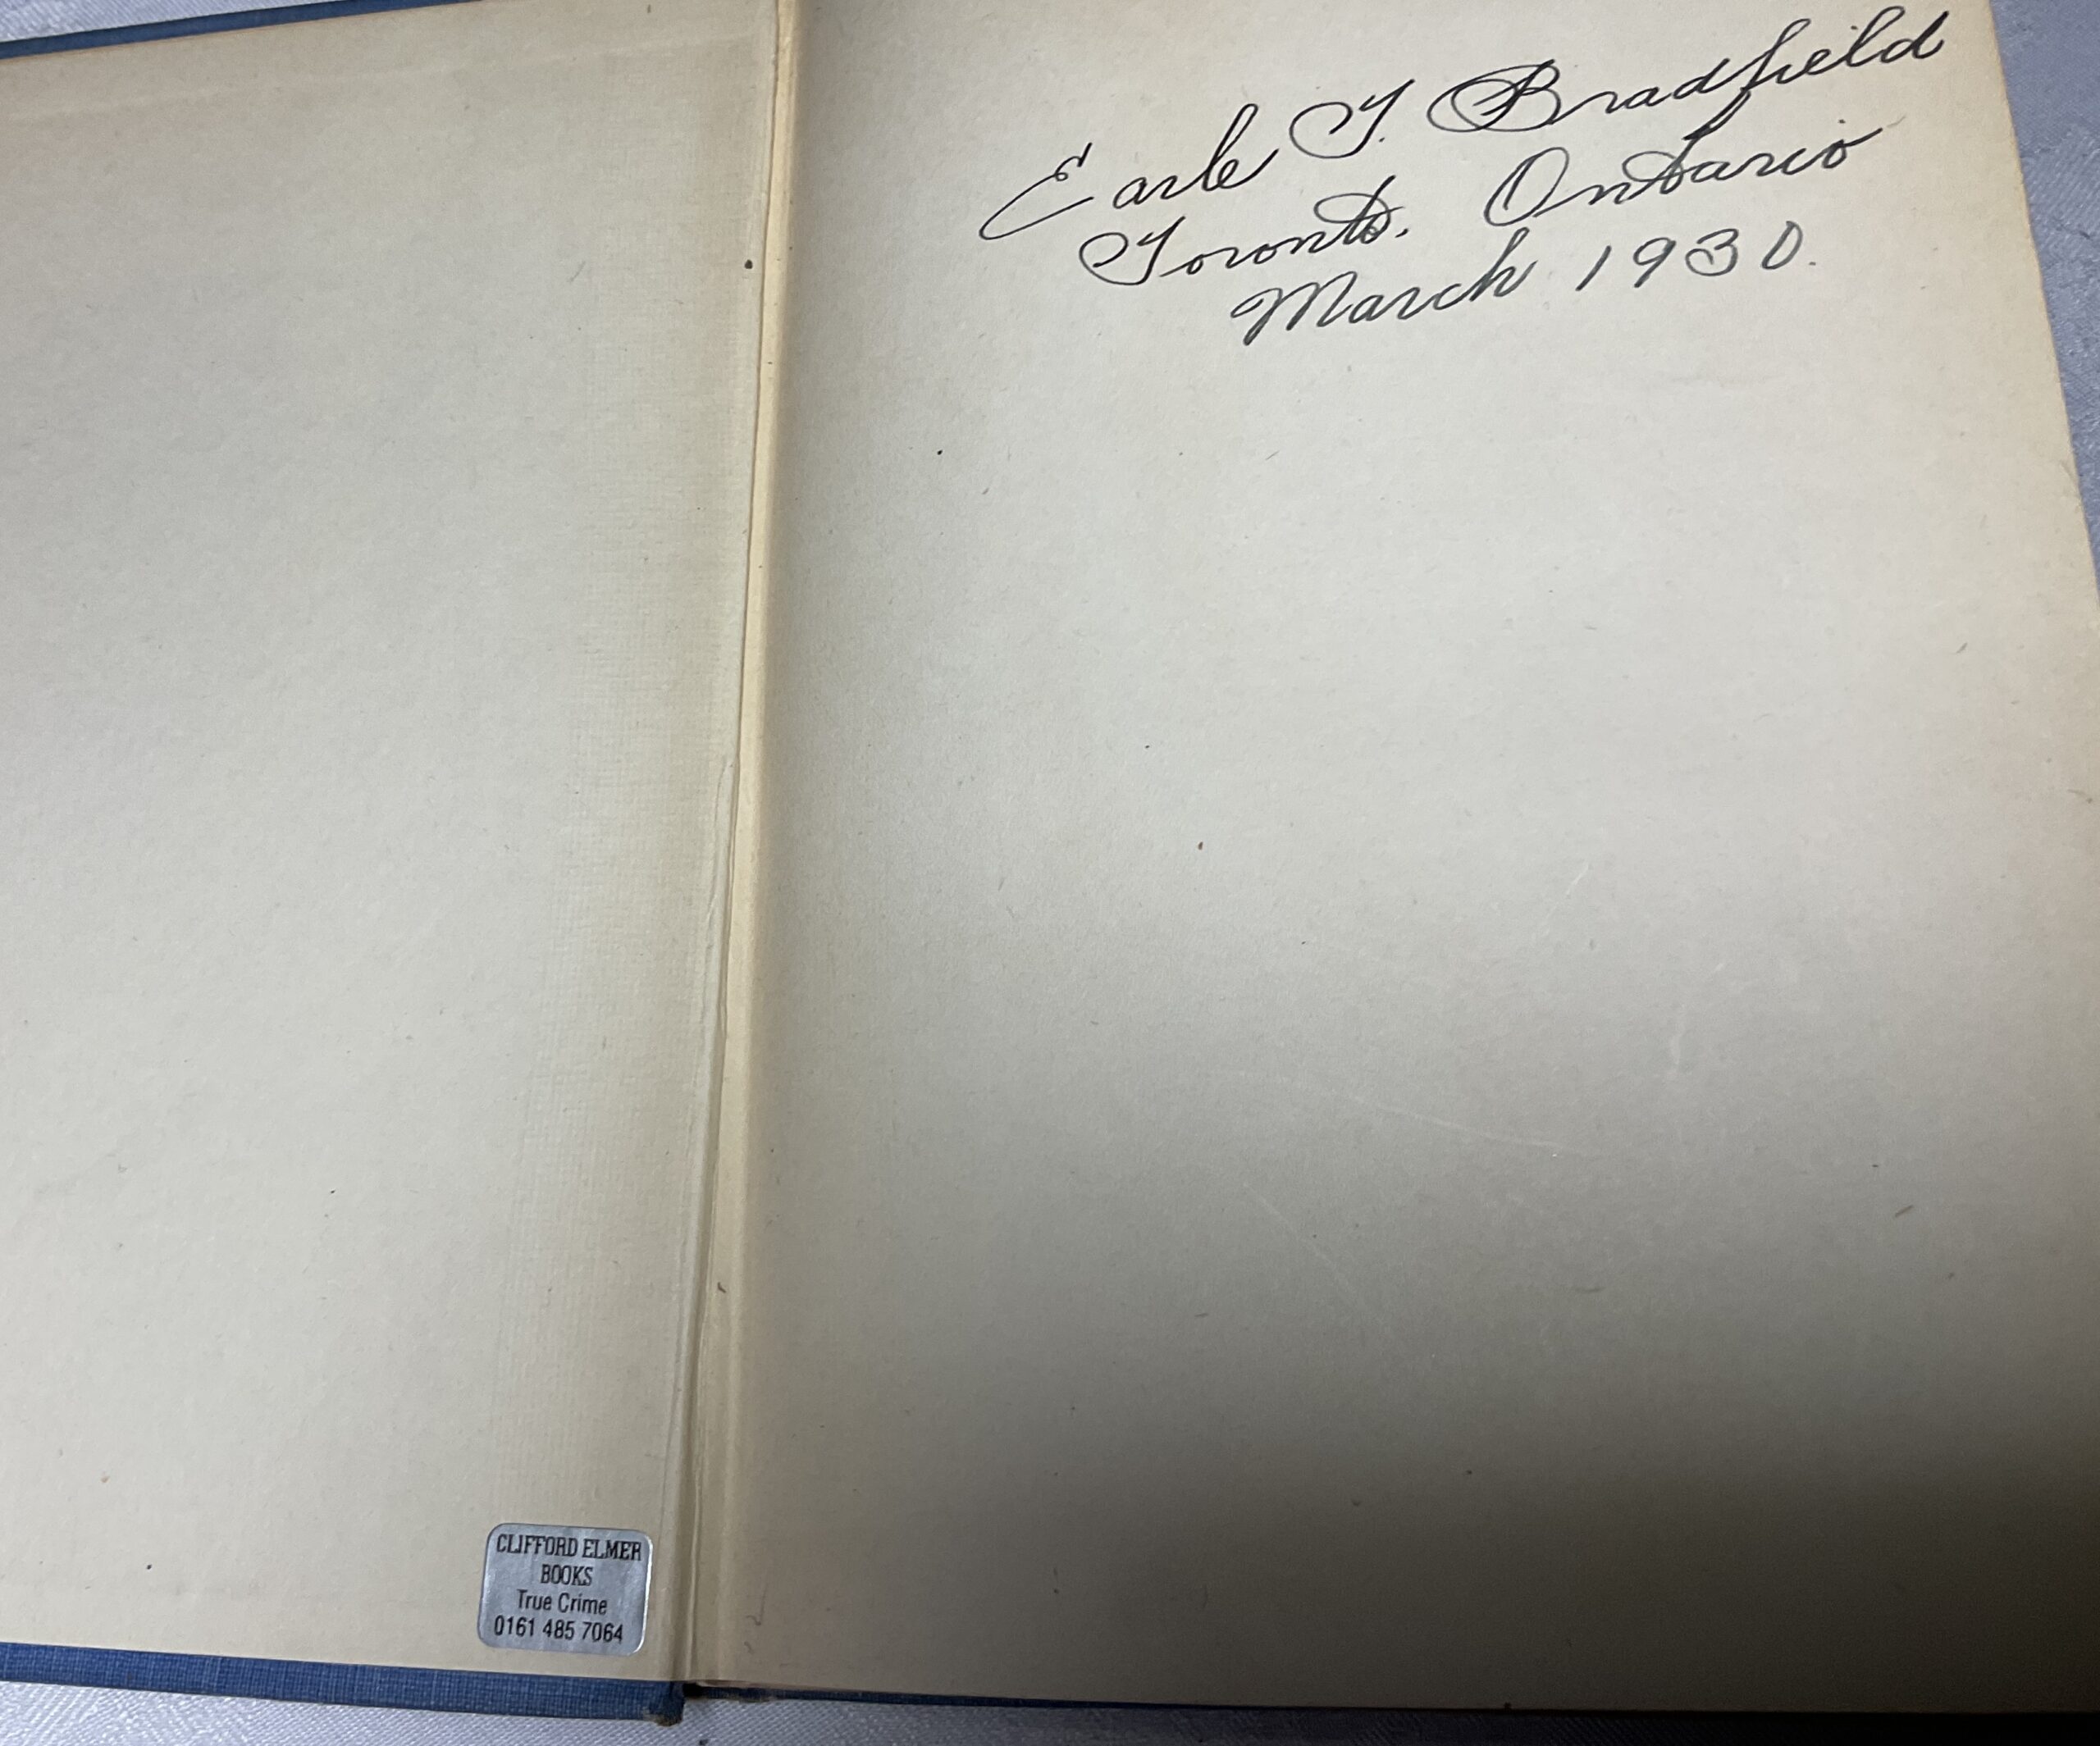 Earle T. Bradfield
Toronto. Ontario
March 1930.
CLIFFORD ELMER
BOOKS
True Crime
0161 485 7064